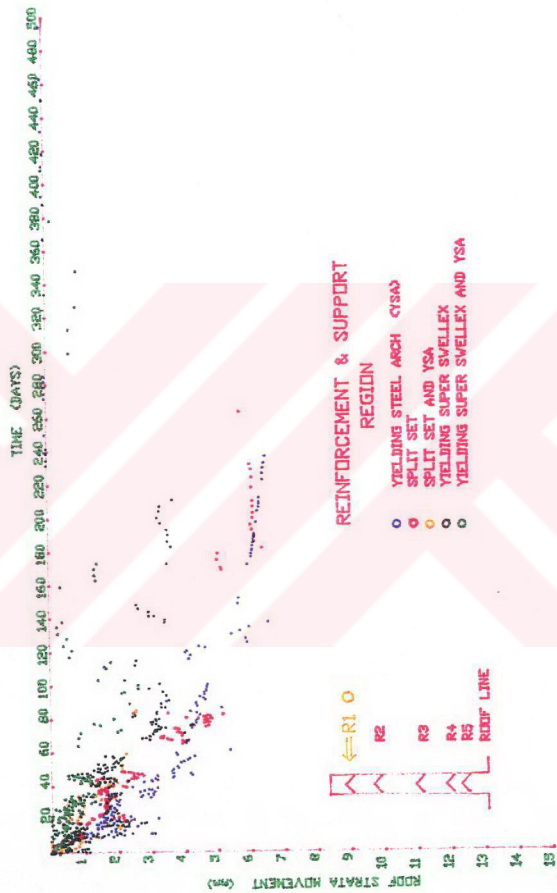 TIME (DAYS)
20 40 60 80 100 120 140 160 180 200 220 240 260 280 300 320 340 360 380 400 420 440 460 480 500
ROOF STRATA MOVEMENT (mm)
1
2
3
4
5
6
7
8
9
10
11
12
13
14
15
REINFORCEMENT & SUPPORT
REGION
YIELDING STEEL ARCH (YSA)
SPLIT SET
SPLIT SET AND YSA
YIELDING SUPER SWELLEX
YIELDING SUPER SWELLEX AND YSA
R1
R2
R3
R4
R5
ROOF LINE